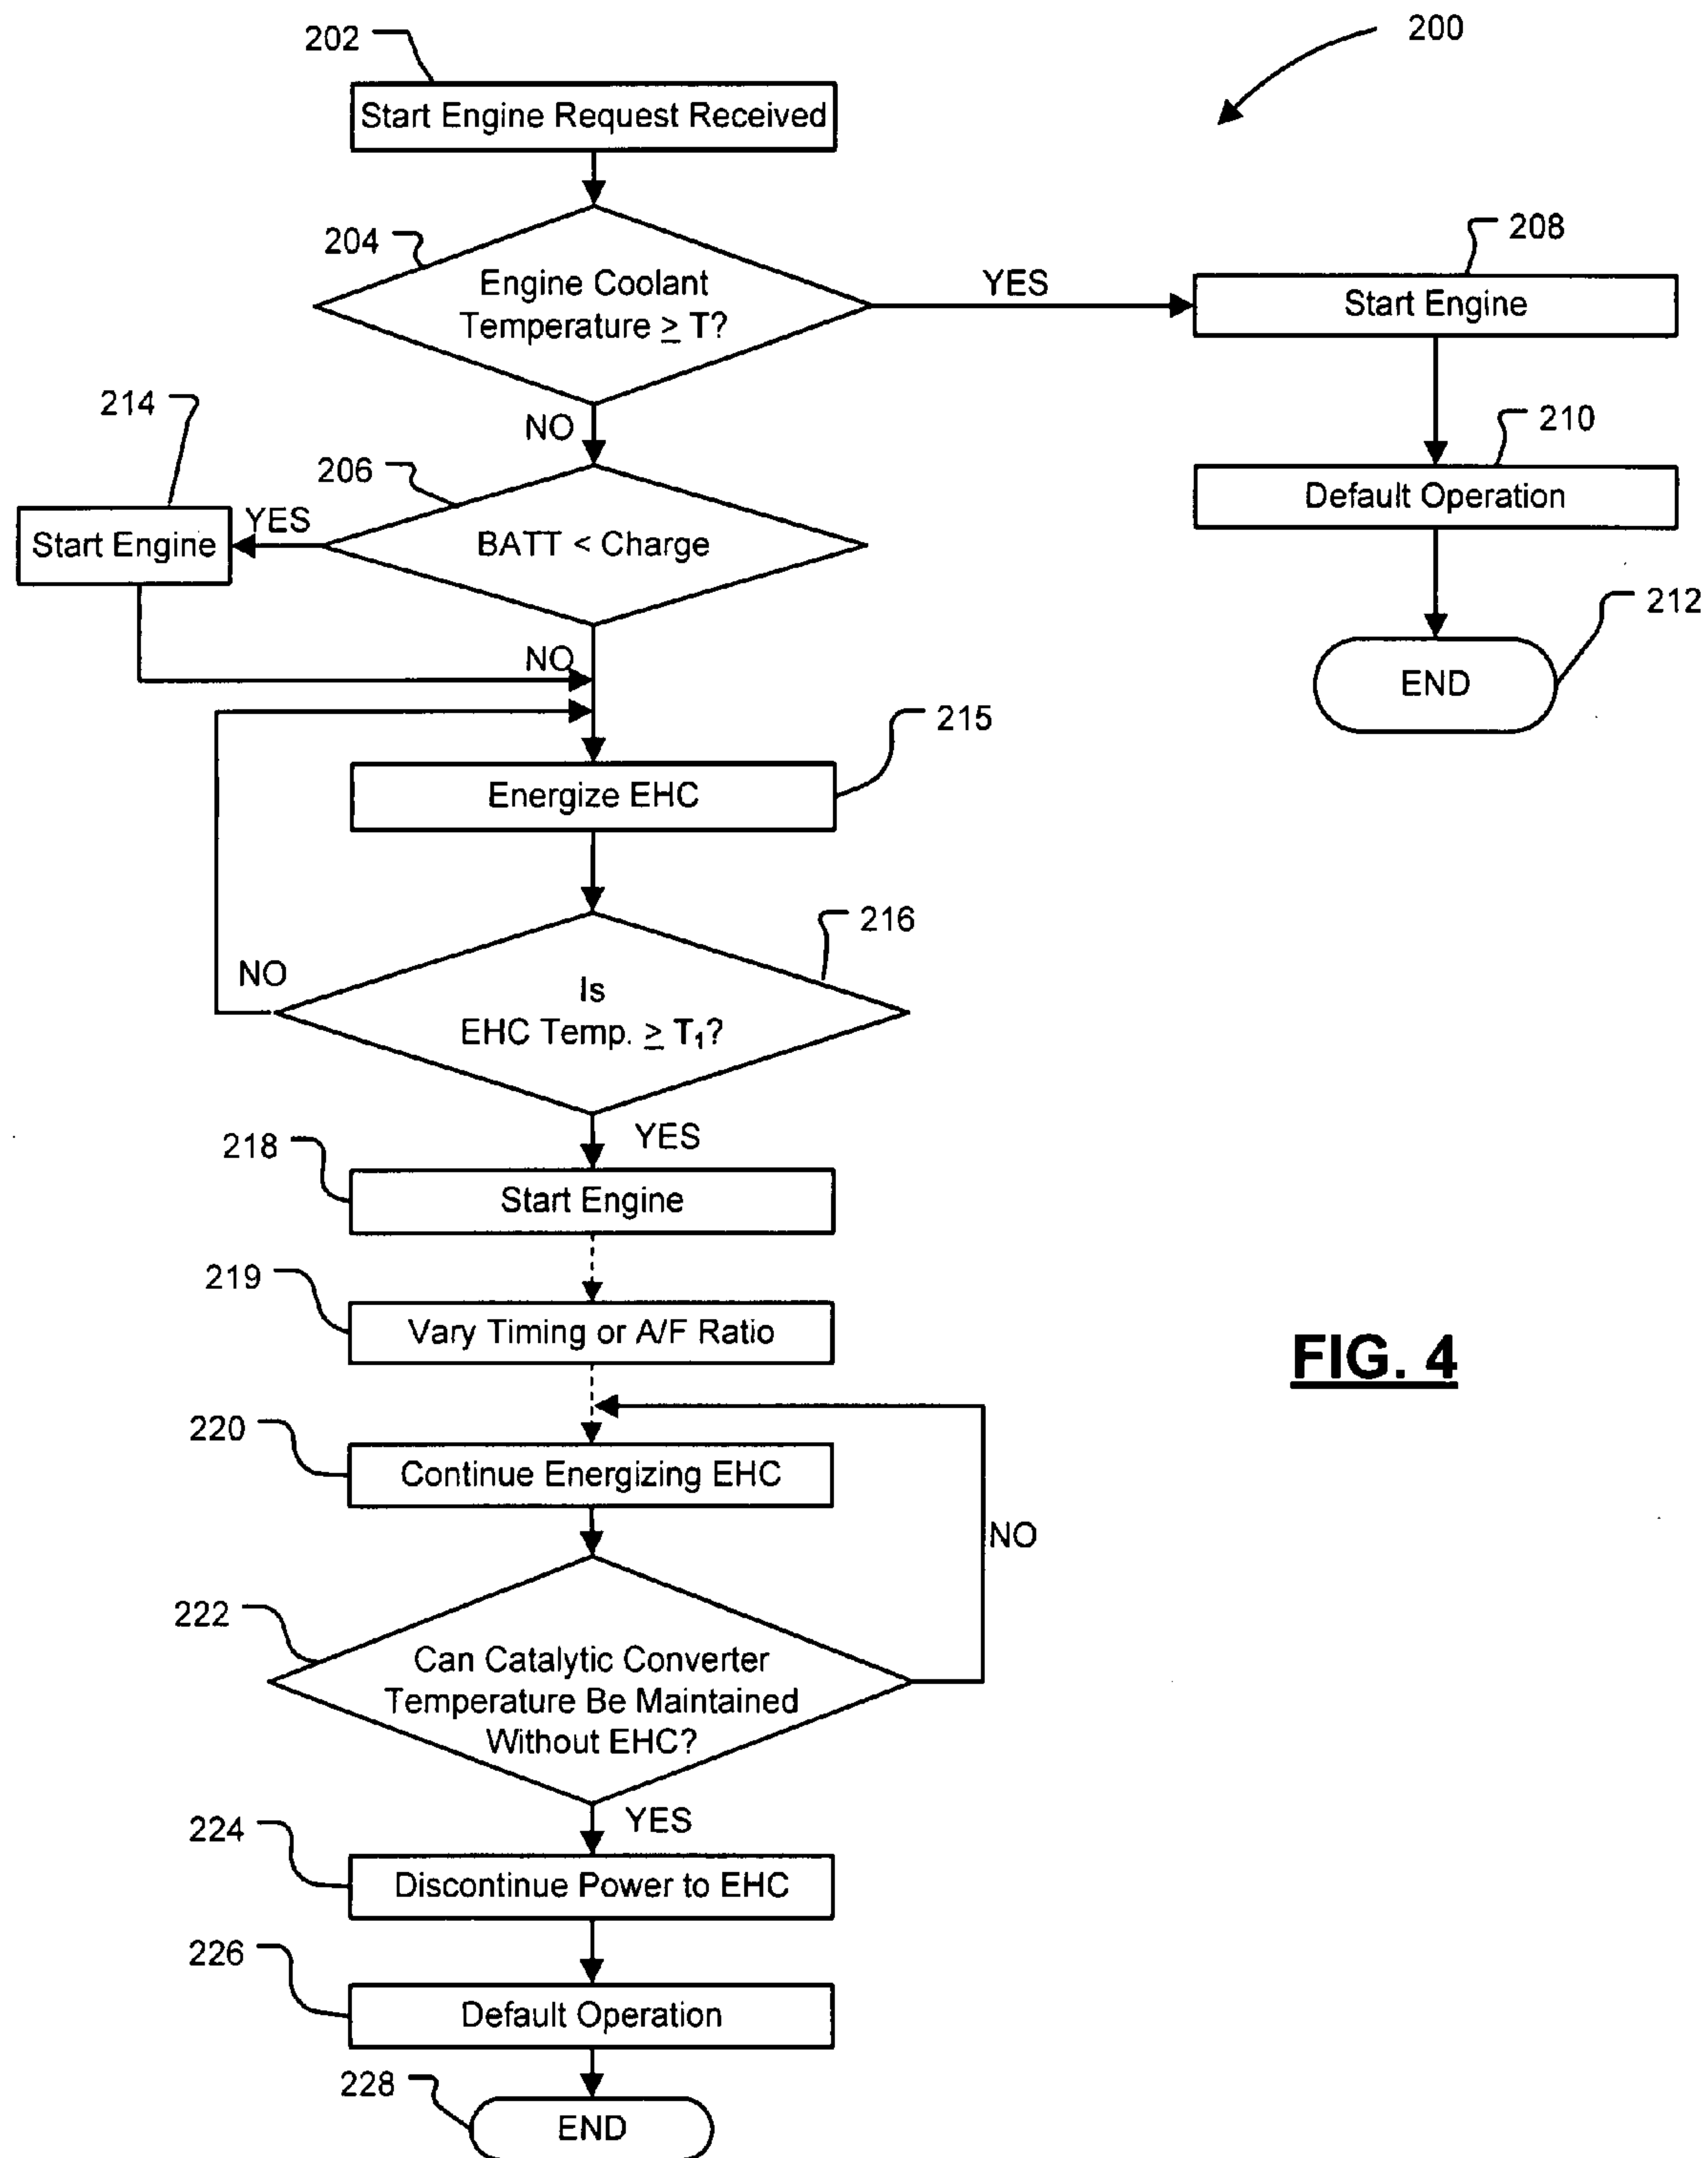 200
202
Start Engine Request Received
204
Engine Coolant
Temperature ≥ T?
YES
208
Start Engine
NO
210
Default Operation
212
END
214
Start Engine
YES
206
BATT < Charge
NO
215
Energize EHC
216
Is
EHC Temp. ≥ T₁?
NO
YES
218
Start Engine
219
Vary Timing or A/F Ratio
220
Continue Energizing EHC
NO
222
Can Catalytic Converter
Temperature Be Maintained
Without EHC?
YES
224
Discontinue Power to EHC
226
Default Operation
228
END
FIG. 4